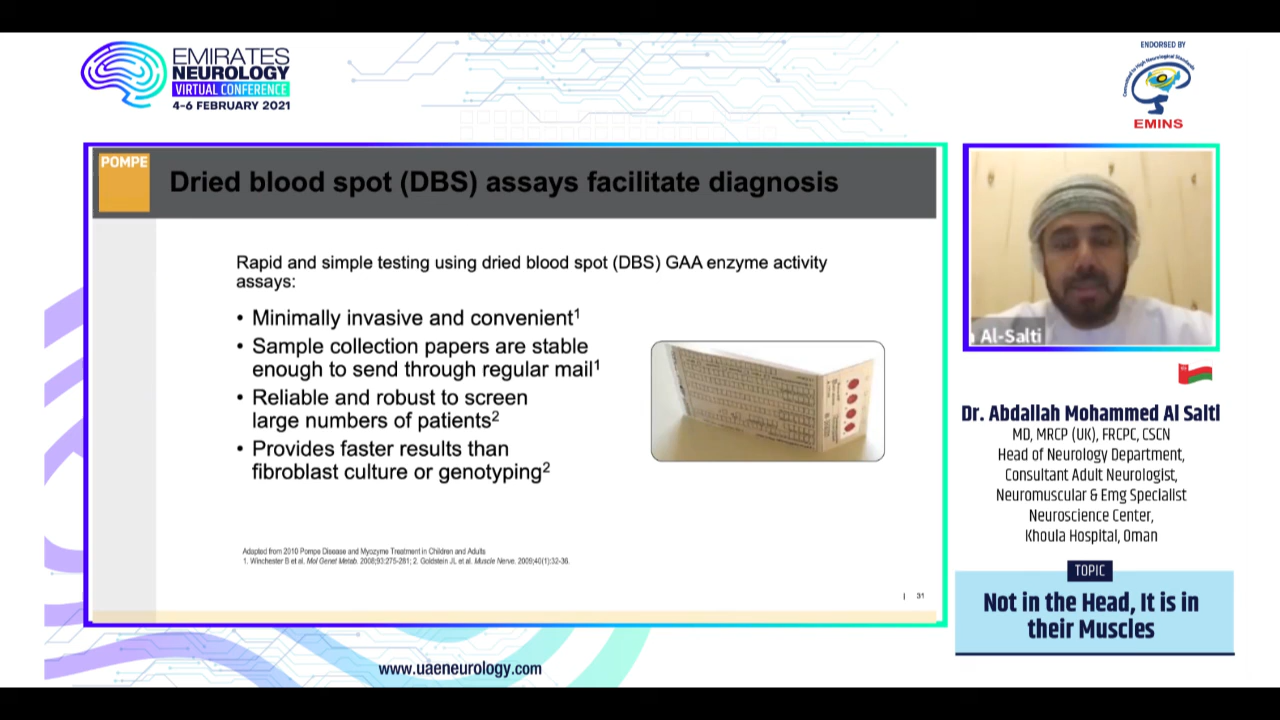 EMIRATES
NEUROLOGY
VIRTUAL CONFERENCE
4-6 FEBRUARY 2021
ENDORSED BY
EMINS
POMPE
Dried blood spot (DBS) assays facilitate diagnosis
Rapid and simple testing using dried blood spot (DBS) GAA enzyme activity
assays:
• Minimally invasive and convenient1
• Sample collection papers are stable
enough to send through regular mail1
• Reliable and robust to screen
large numbers of patients2
• Provides faster results than
fibroblast culture or genotyping2
Adapted from 2010 Pompe Disease and Myozyme Treatment in Children and Adults
1. Winchester B et al. Mol Genet Metab. 2008;93:275-281; 2. Goldstein JL et al. Muscle Nerve. 2009;40(1):32-36.
| 31
Al-Salti
Dr. Abdallah Mohammed Al Saltl
MD, MRCP (UK), FRCPC, CSCN
Head of Neurology Department,
Consultant Adult Neurologist,
Neuromuscular & Emg Specialist
Neuroscience Center,
Khoula Hospital, Oman
TOPIC
Not in the Head, It is in
their Muscles
www.uaeneurology.com